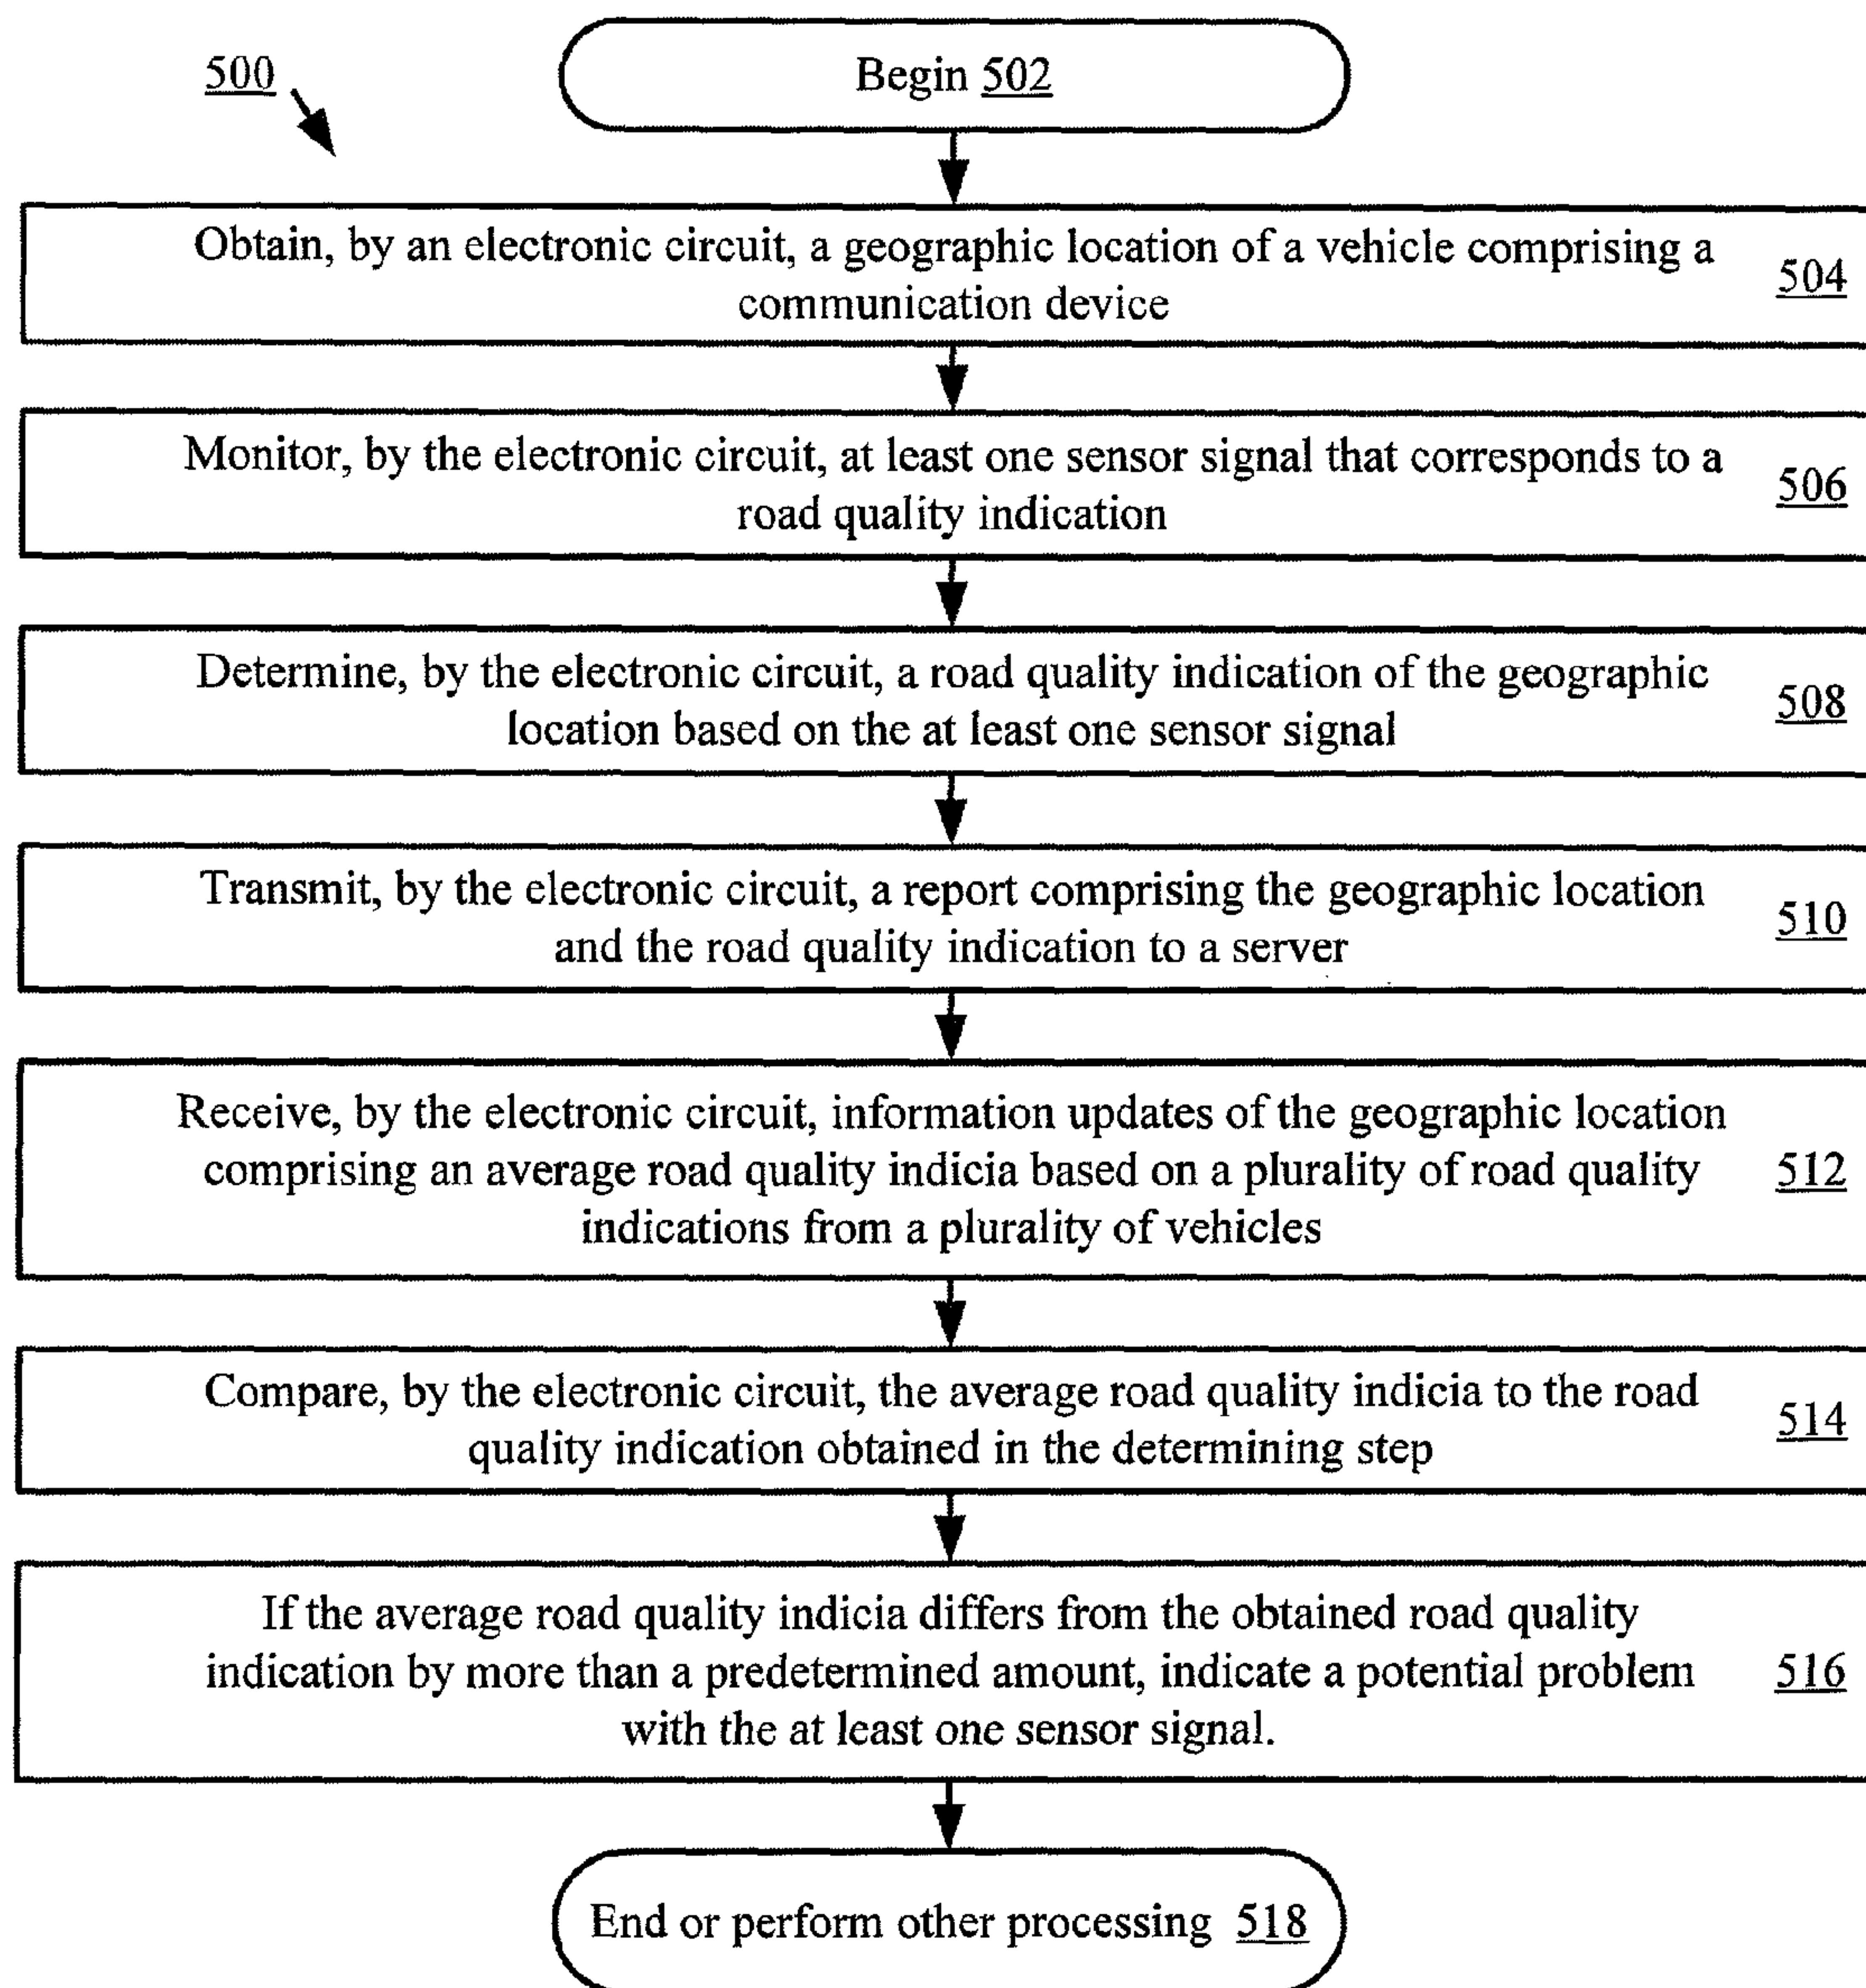 500
Begin 502
Obtain, by an electronic circuit, a geographic location of a vehicle comprising a
communication device
504
Monitor, by the electronic circuit, at least one sensor signal that corresponds to a
road quality indication
506
Determine, by the electronic circuit, a road quality indication of the geographic
location based on the at least one sensor signal
508
Transmit, by the electronic circuit, a report comprising the geographic location
and the road quality indication to a server
510
Receive, by the electronic circuit, information updates of the geographic location
comprising an average road quality indicia based on a plurality of road quality
indications from a plurality of vehicles
512
Compare, by the electronic circuit, the average road quality indicia to the road
quality indication obtained in the determining step
514
If the average road quality indicia differs from the obtained road quality
indication by more than a predetermined amount, indicate a potential problem
with the at least one sensor signal.
516
End or perform other processing 518